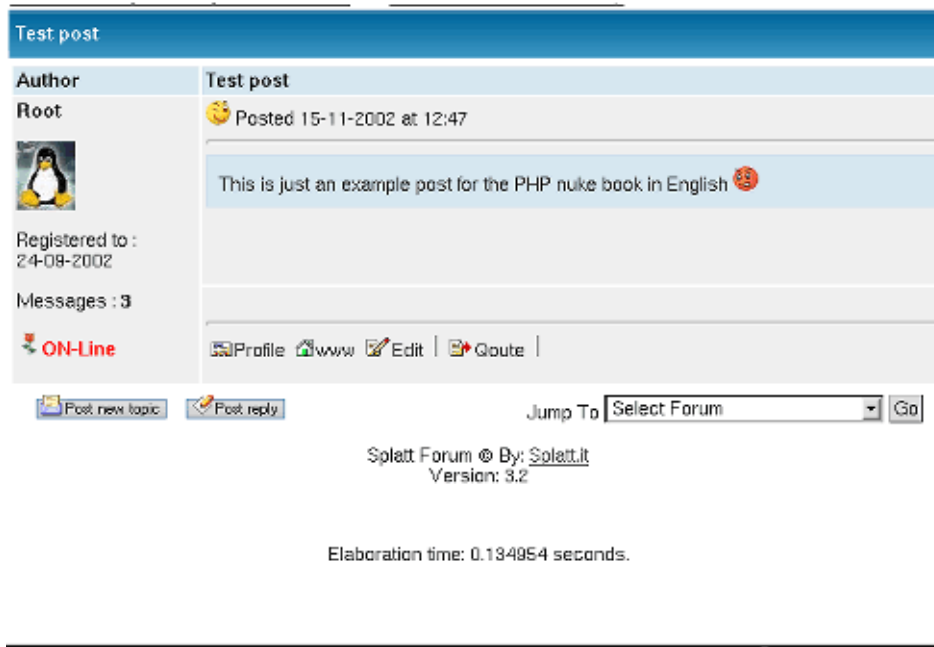 Test post
Author Test post
Root
Posted 15-11-2002 at 12:47
This is just an example post for the PHP nuke book in English
Registered to :
24-09-2002
Messages : 3
ON-Line
Profile www Edit | Qoute |
Post new topic Post reply Jump To Select Forum Go
Splatt Forum © By: Splatt.it
Version: 3.2
Elaboration time: 0.134954 seconds.